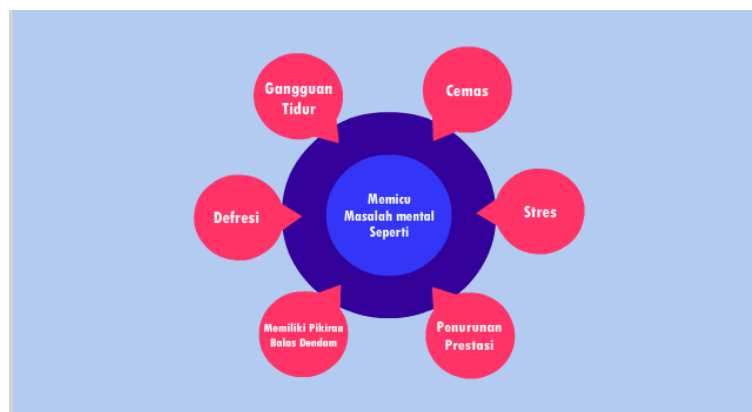 Gangguan
Tidur
Cemas
Defresi
Memicu
Masalah mental
Seperti
Stres
Memiliki Pikiran
Balas Dendam
Penurunan
Prestasi